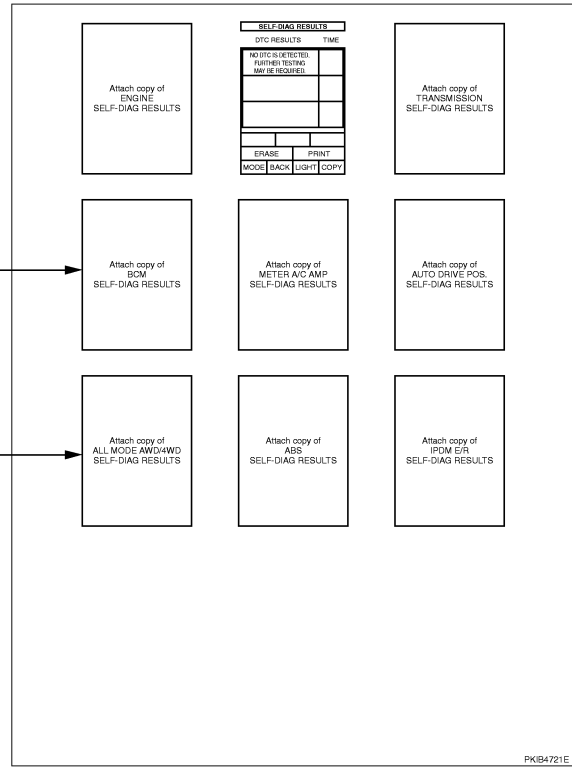 Attach copy of
ENGINE
SELF-DIAG RESULTS
SELF-DIAG RESULTS
DTC RESULTS TIME
NO DTC IS DETECTED.
FURTHER TESTING
MAY BE REQUIRED.
ERASE PRINT
MODE BACK LIGHT COPY
Attach copy of
TRANSMISSION
SELF-DIAG RESULTS
Attach copy of
BCM
SELF-DIAG RESULTS
Attach copy of
METER A/C AMP
SELF-DIAG RESULTS
Attach copy of
AUTO DRIVE POS.
SELF-DIAG RESULTS
Attach copy of
ALL MODE AWD/4WD
SELF-DIAG RESULTS
Attach copy of
ABS
SELF-DIAG RESULTS
Attach copy of
IPDM E/R
SELF-DIAG RESULTS
PKIB4721E